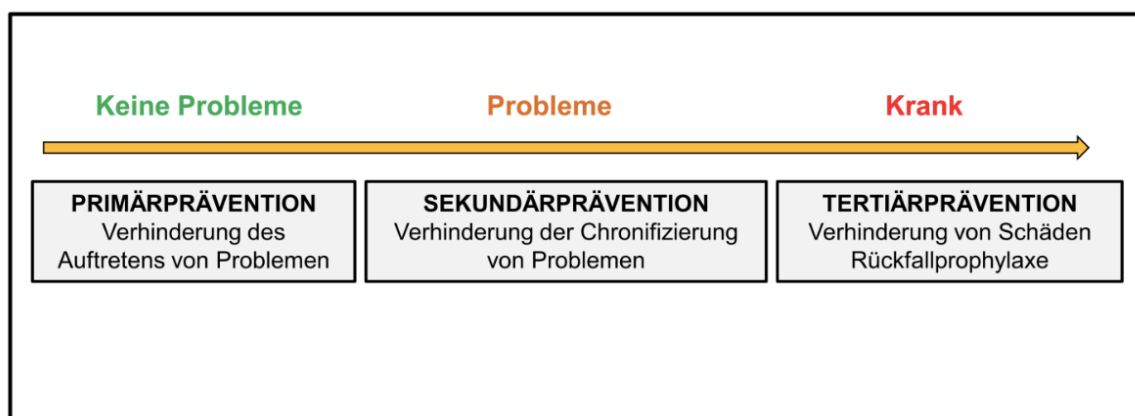 Keine Probleme
Probleme
Krank
PRIMÄRPRÄVENTION
Verhinderung des
Auftretens von Problemen
SEKUNDÄRPRÄVENTION
Verhinderung der Chronifizierung
von Problemen
TERTIÄRPRÄVENTION
Verhinderung von Schäden
Rückfallprophylaxe